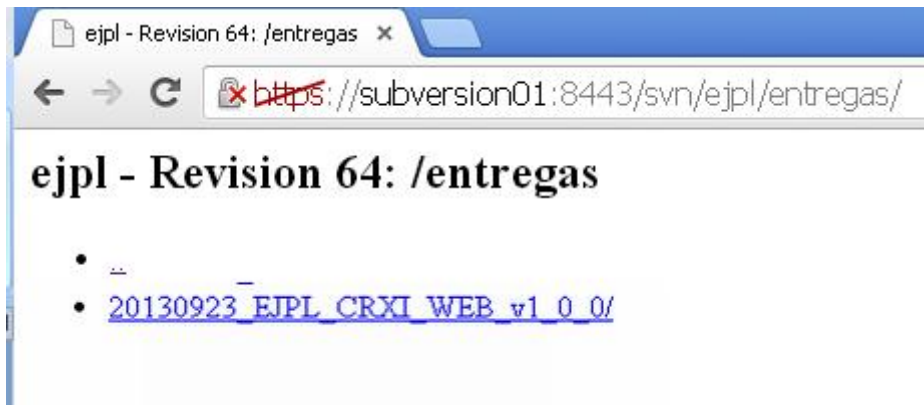 ejpl - Revision 64: /entregas
https://subversion01:8443/svn/ejpl/entregas/
ejpl - Revision 64: /entregas
..
20130923_EJPL_CRXI_WEB_v1_0_0/